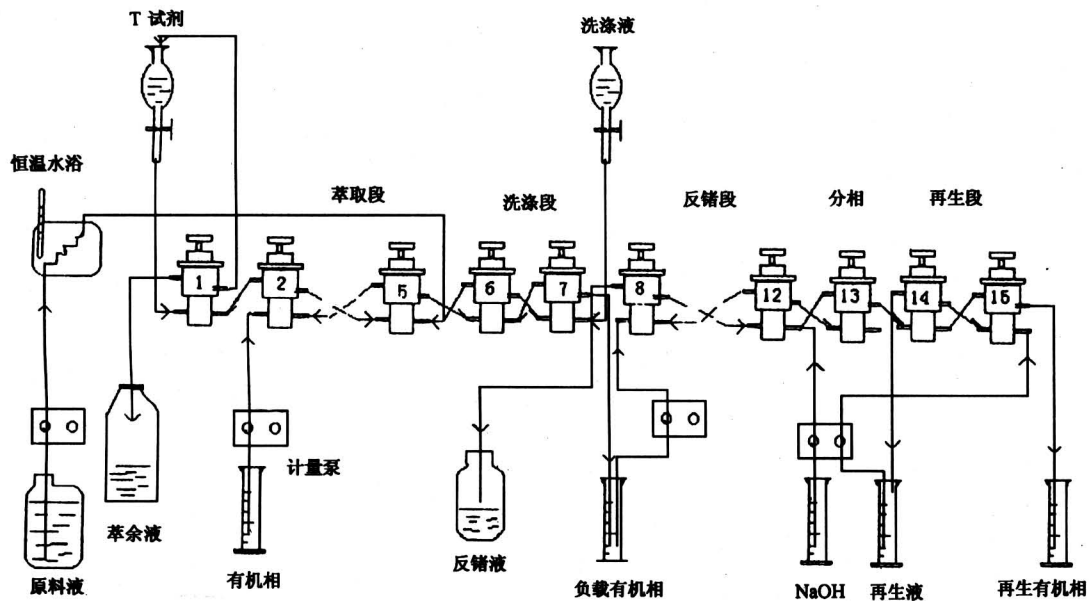 T 试剂
洗涤液
恒温水浴
萃取段
洗涤段
反锗段
分相
再生段
1
2
5
6
7
8
12
13
14
15
计量泵
萃余液
原料液
有机相
反锗液
负载有机相
NaOH
再生液
再生有机相